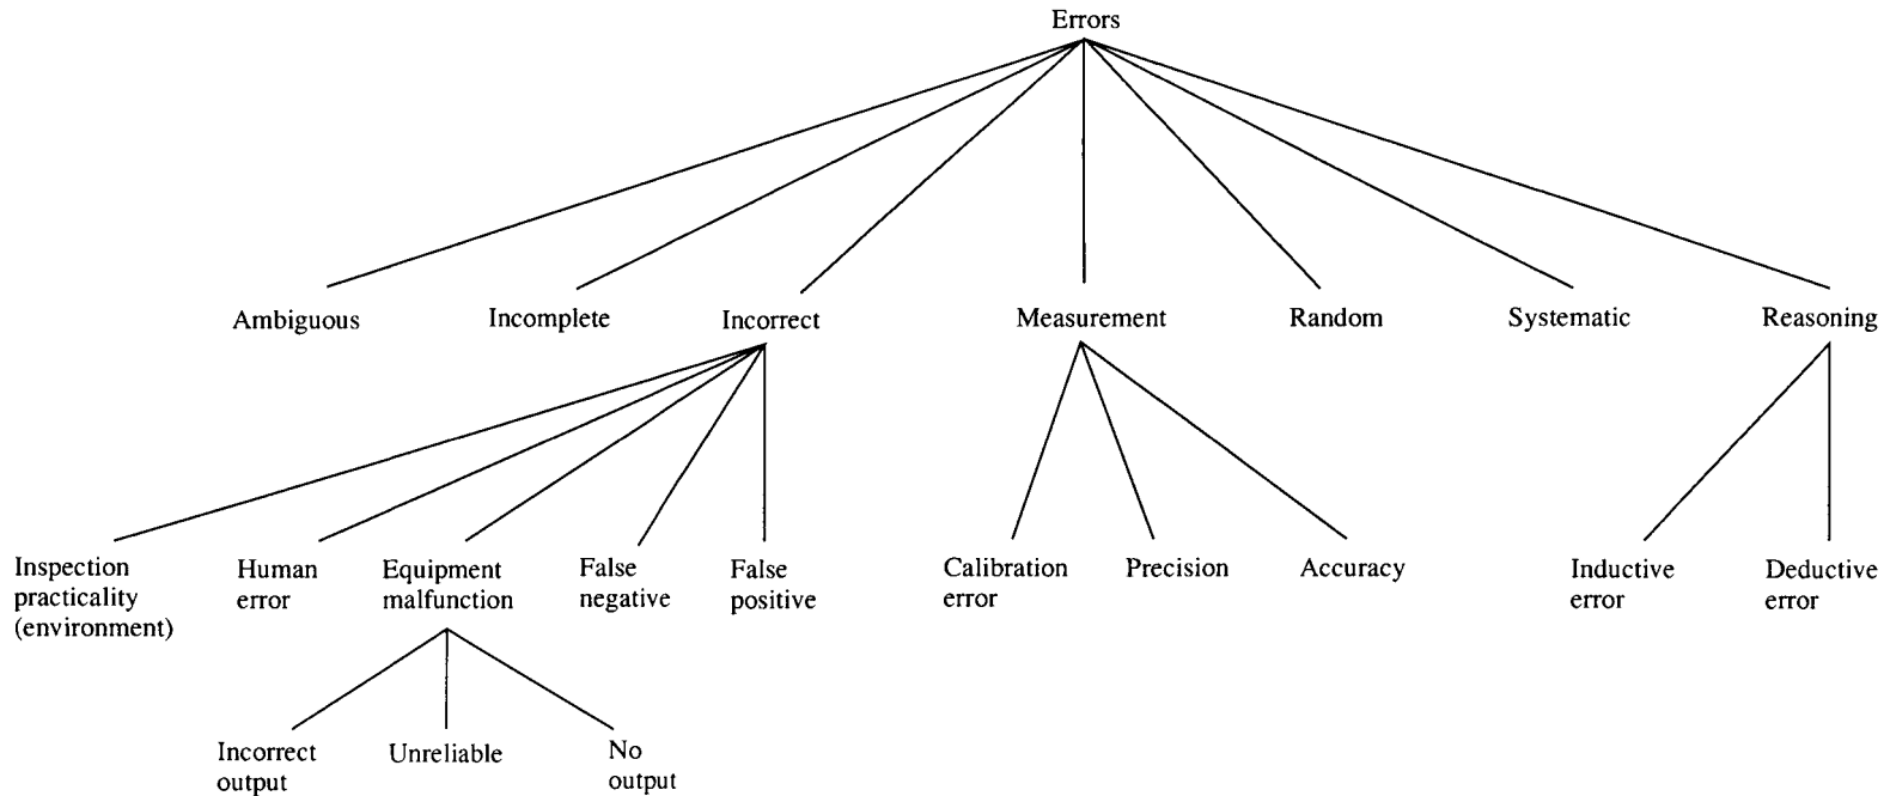 Errors
Ambiguous
Incomplete
Incorrect
Measurement
Random
Systematic
Reasoning
Inspection
practicality
(environment)
Human
error
Equipment
malfunction
False
negative
False
positive
Calibration
error
Precision
Accuracy
Inductive
error
Deductive
error
Incorrect
output
Unreliable
No
output